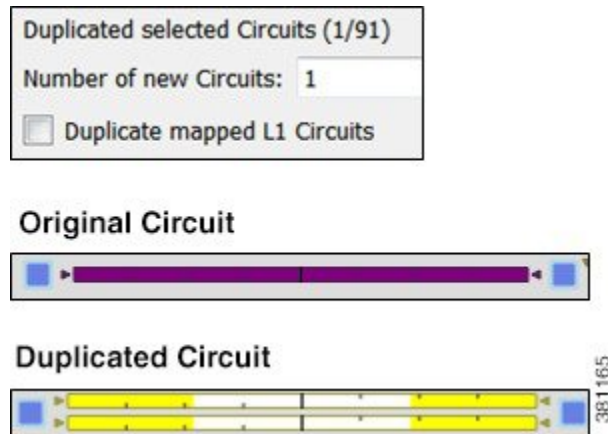 Duplicated selected Circuits (1/91)
Number of new Circuits: 1
Duplicate mapped L1 Circuits
Original Circuit
Duplicated Circuit
381165